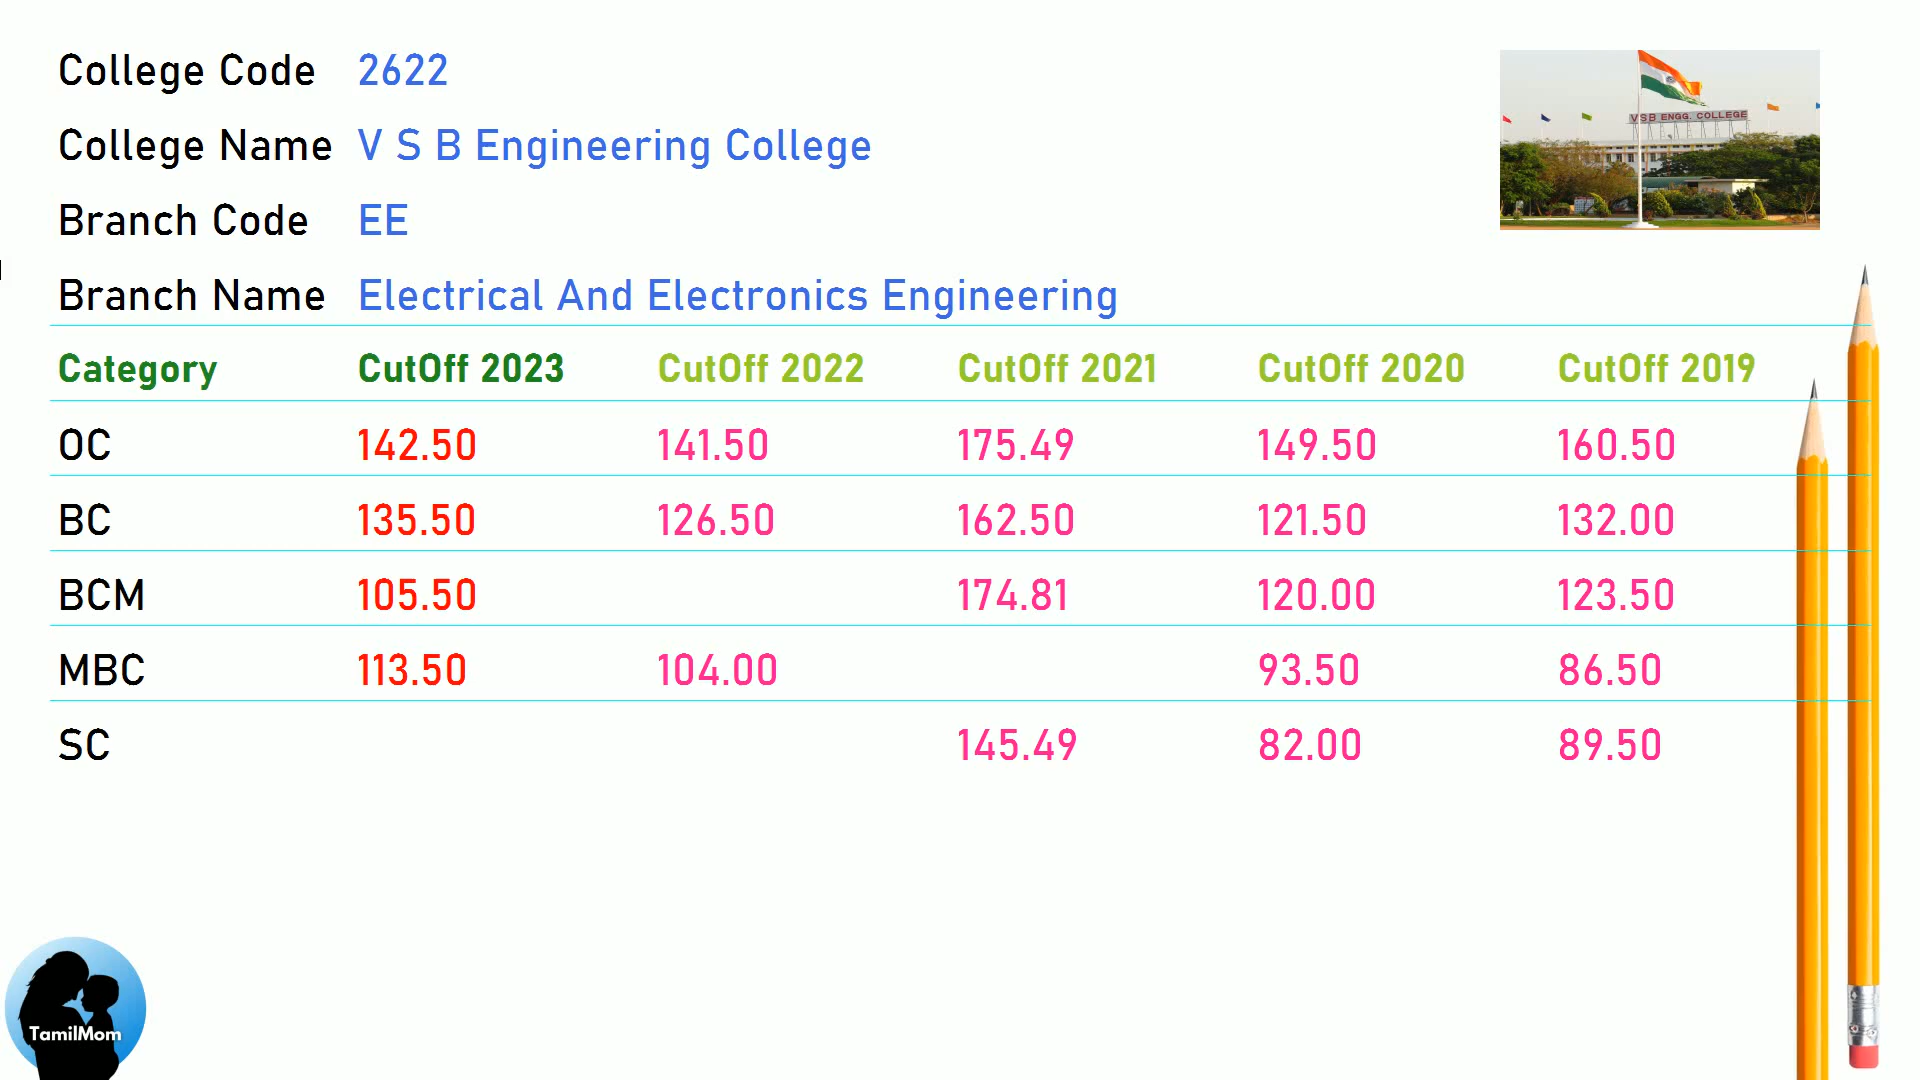 College Code 2622
College Name V S B Engineering College
VSB ENGG. COLLEGE
Branch Code EE
Branch Name Electrical And Electronics Engineering
Category CutOff 2023 CutOff 2022 CutOff 2021 CutOff 2020 CutOff 2019
OC 142.50 141.50 175.49 149.50 160.50
BC 135.50 126.50 162.50 121.50 132.00
BCM 105.50 174.81 120.00 123.50
MBC 113.50 104.00 93.50 86.50
SC 145.49 82.00 89.50
TamilMom